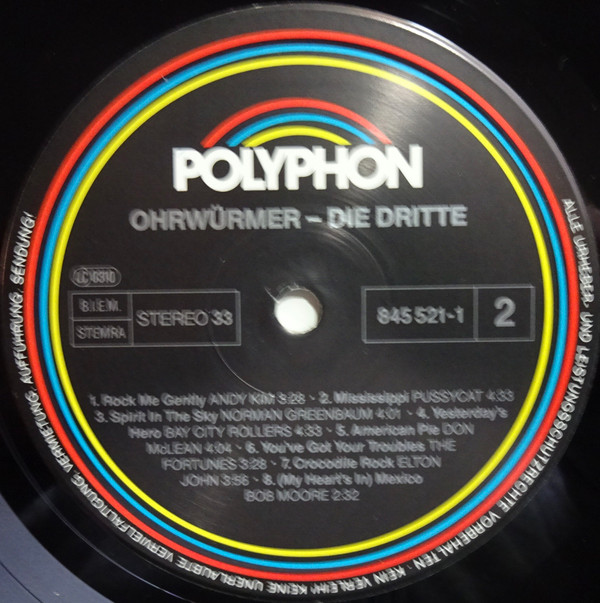 POLYPHON
OHRWÜRMER – DIE DRITTE
LC 0310
B.I.E.M.
STEMRA
STEREO 33
845 521-1
2
1. Rock Me Gently ANDY KIM 3:28 · 2. Mississippi PUSSYCAT 4:33
3. Spirit In The Sky NORMAN GREENBAUM 4:01 · 4. Yesterday's
Hero BAY CITY ROLLERS 4:33 · 5. American Pie DON
McLEAN 4:04 · 6. You've Got Your Troubles THE
FORTUNES 3:28 · 7. Crocodile Rock ELTON
JOHN 3:56 · 8. (My Heart's In) Mexico
BOB MOORE 2:32
ALLE URHEBER- UND LEISTUNGSSCHUTZRECHTE VORBEHALTEN · KEIN VERLEIH! KEINE UNERLAUBTE VERVIELFÄLTIGUNG, VERMIETUNG, AUFFÜHRUNG, SENDUNG!